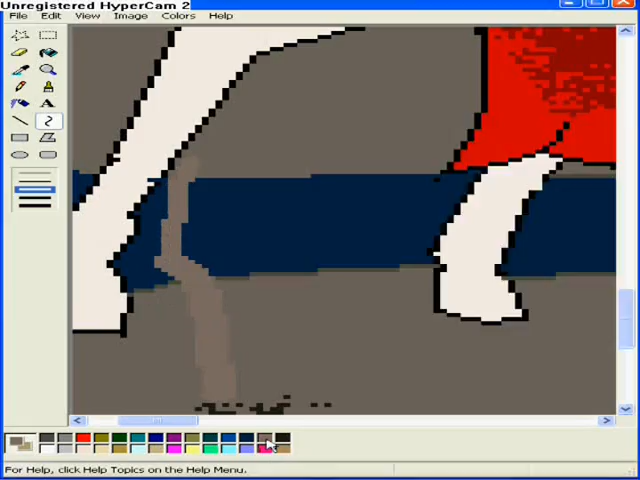 Unregistered HyperCam 2
File Edit View Image Colors Help
A
For Help, click Help Topics on the Help Menu.